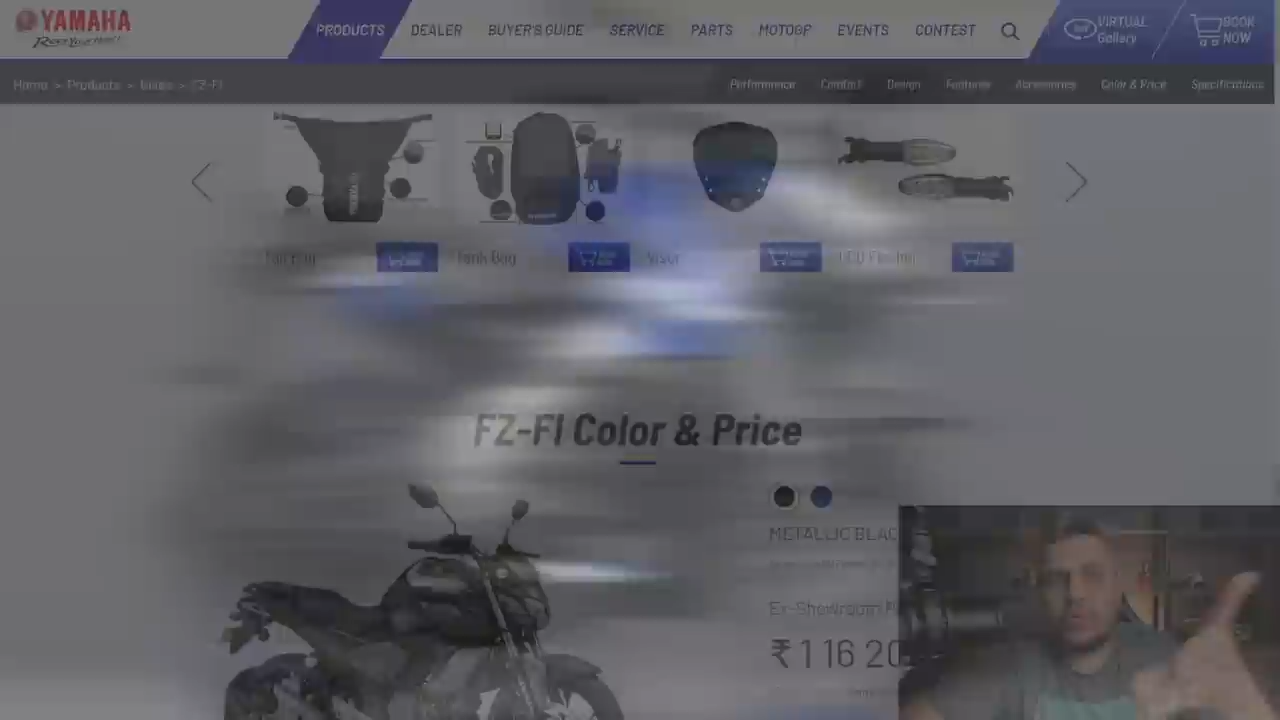 YAMAHA
PRODUCTS
DEALER
BUYER'S GUIDE
SERVICE
PARTS
MOTOGP
EVENTS
CONTEST
VIRTUAL
Gallery
BOOK
NOW
Home > Products > Bikes > FZ-FI
Performance
Comfort
Design
Features
Accessories
Color & Price
Specifications
Tank Bag
Visor
FZ-FI Color & Price
METALLIC BLAC
Ex-Showroom P
₹ 1 16 20